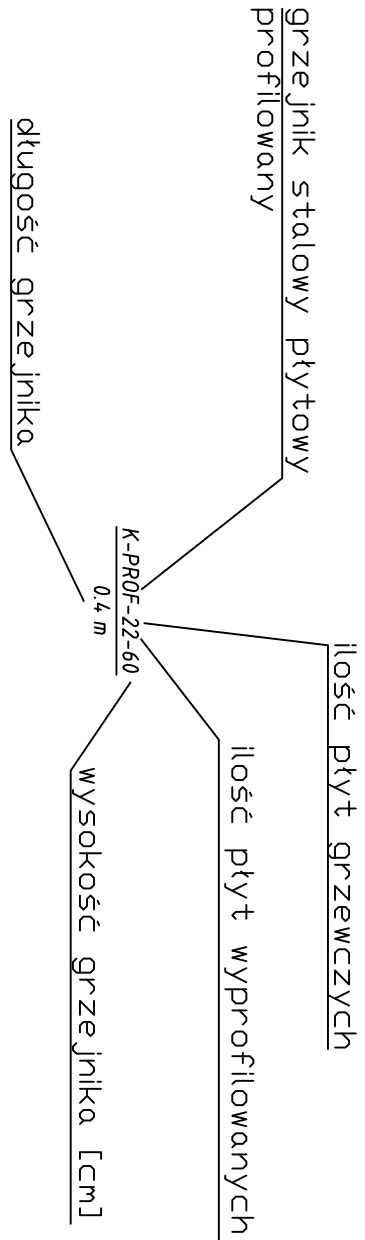 ilość płyt grzewczych
grzejnik stalowy płytowy
profilowany
ilość płyt wyprofilowanych
K-PROF-22-60
0.4 m
wysokość grzejnika [cm]
długość grzejnika